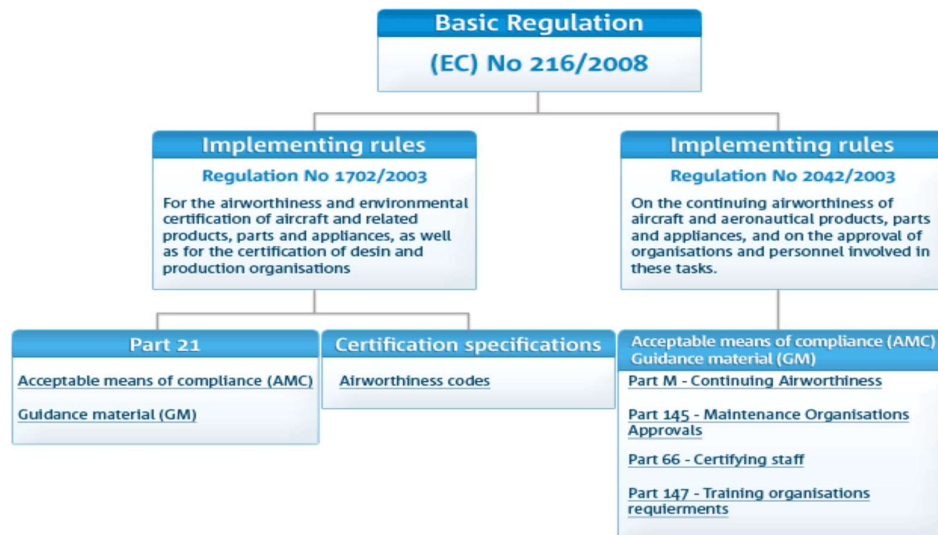 Basic Regulation
(EC) No 216/2008
Implementing rules
Regulation No 1702/2003
For the airworthiness and environmental
certification of aircraft and related
products, parts and appliances, as well
as for the certification of desin and
production organisations
Implementing rules
Regulation No 2042/2003
On the continuing airworthiness of
aircraft and aeronautical products, parts
and appliances, and on the approval of
organisations and personnel involved in
these tasks.
Part 21
Acceptable means of compliance (AMC)
Guidance material (GM)
Certification specifications
Airworthiness codes
Acceptable means of compliance (AMC)
Guidance material (GM)
Part M - Continuing Airworthiness
Part 145 - Maintenance Organisations
Approvals
Part 66 - Certifying staff
Part 147 - Training organisations
requierments